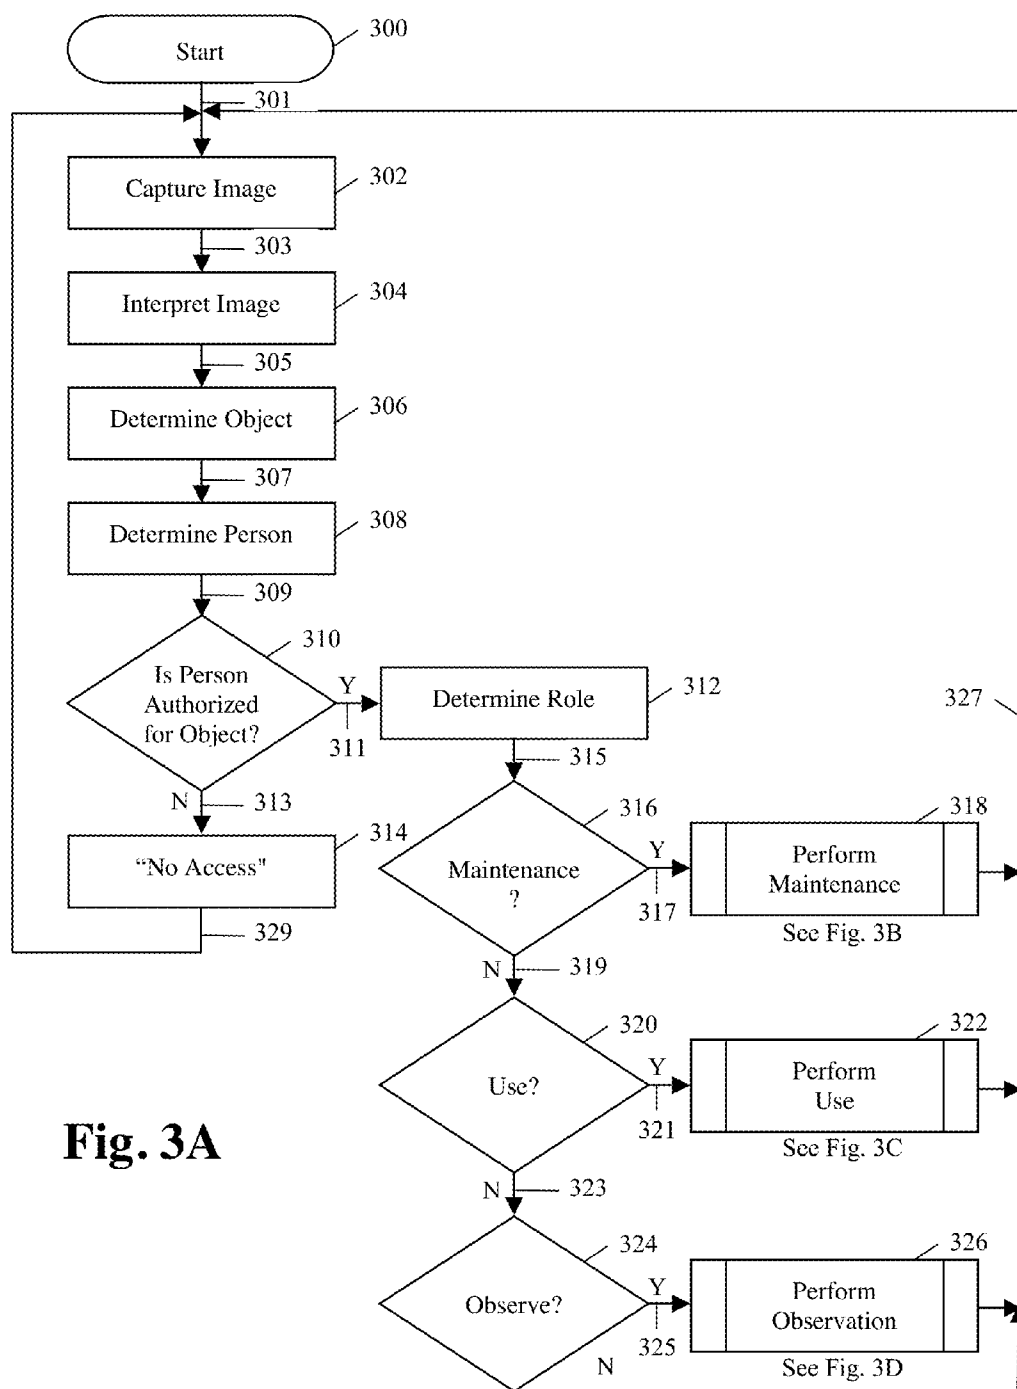 Start
300
301
Capture Image
302
303
Interpret Image
304
305
Determine Object
306
307
Determine Person
308
309
310
Is Person
Authorized
for Object?
Y
311
Determine Role
312
327
N
313
315
"No Access"
314
329
316
Maintenance
?
Y
317
318
Perform
Maintenance
See Fig. 3B
N
319
320
Use?
Y
321
322
Perform
Use
See Fig. 3C
Fig. 3A
N
323
324
Observe?
Y
325
326
Perform
Observation
See Fig. 3D
N